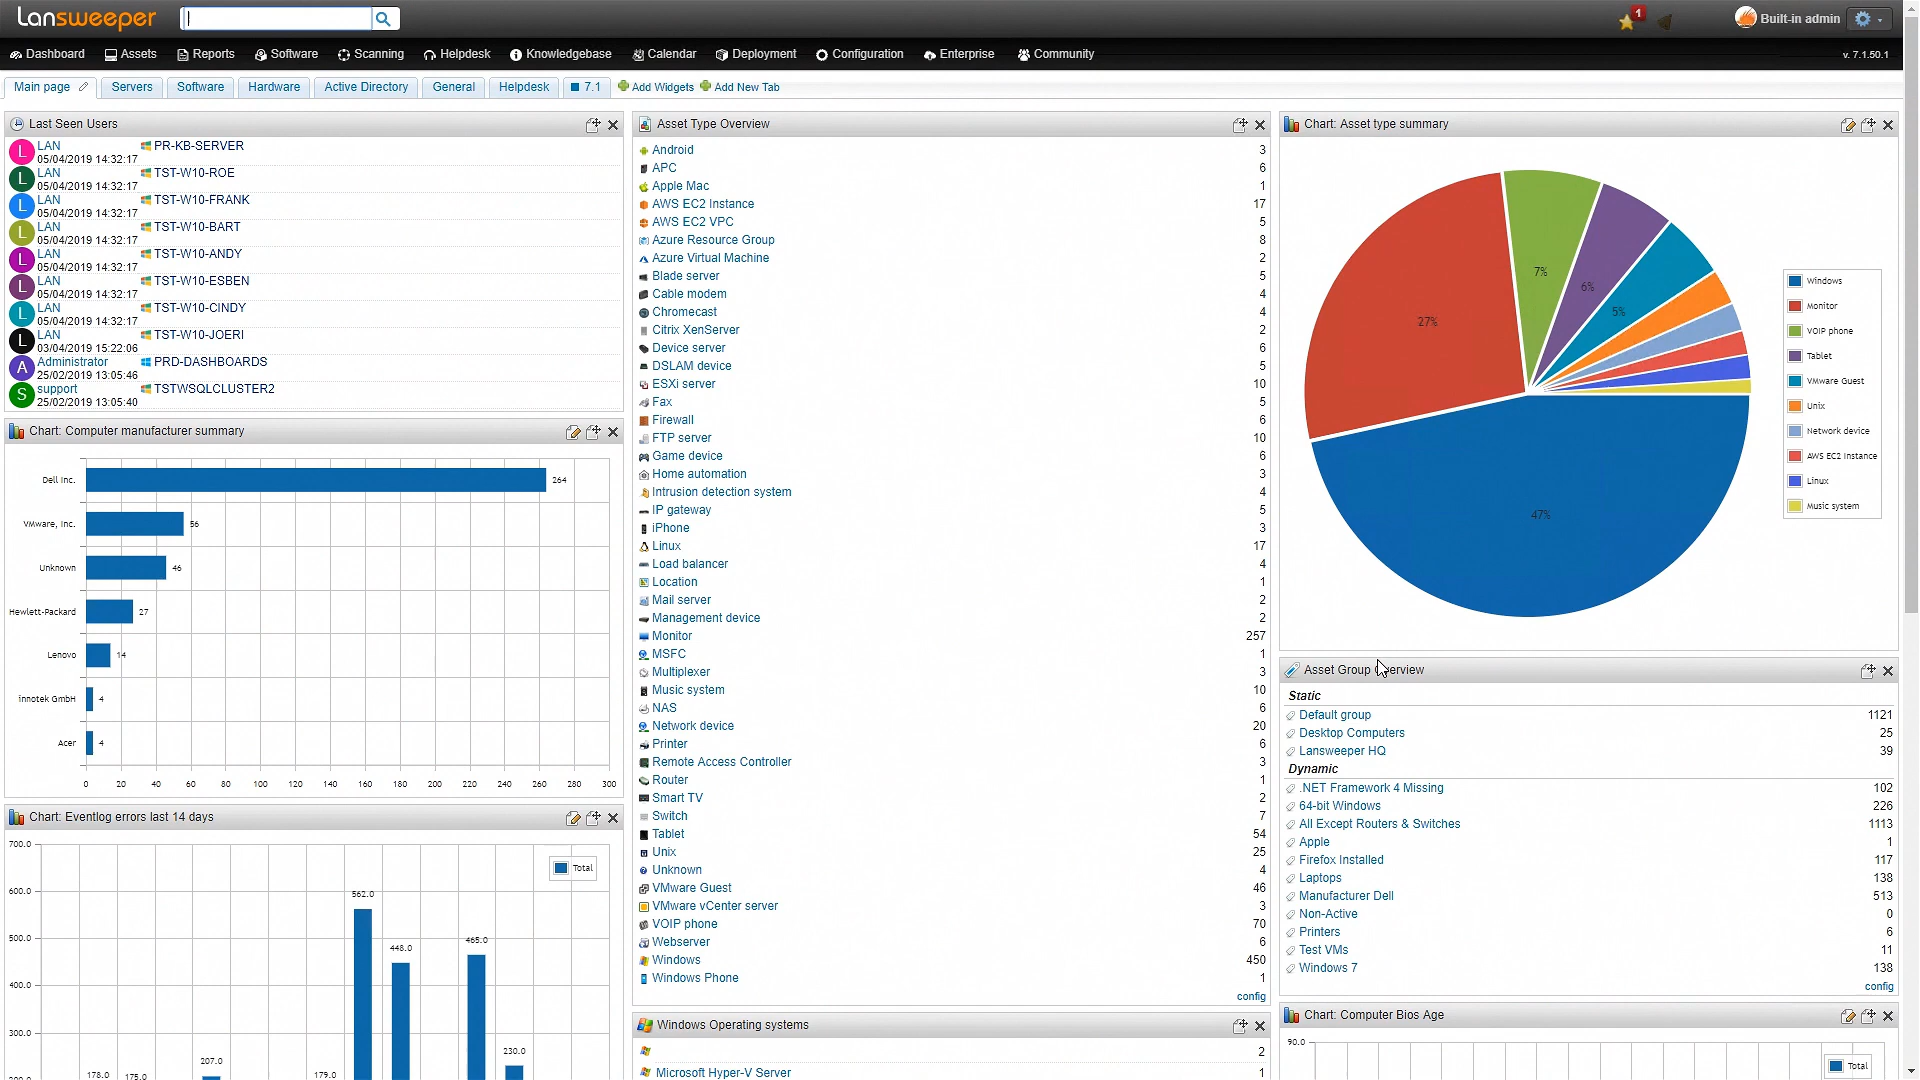 Lansweeper
1
Built-in admin
Dashboard Assets Reports Software Scanning Helpdesk Knowledgebase Calendar Deployment Configuration Enterprise Community
v. 7.1.50.1
Main page Servers Software Hardware Active Directory General Helpdesk 7.1 Add Widgets Add New Tab
Last Seen Users
L LAN PR-KB-SERVER
05/04/2019 14:32:17
L LAN TST-W10-ROE
05/04/2019 14:32:17
L LAN TST-W10-FRANK
05/04/2019 14:32:17
L LAN TST-W10-BART
05/04/2019 14:32:17
L LAN TST-W10-ANDY
05/04/2019 14:32:17
L LAN TST-W10-ESBEN
05/04/2019 14:32:17
L LAN TST-W10-CINDY
05/04/2019 14:32:17
L LAN TST-W10-JOERI
03/04/2019 15:22:06
A Administrator PRD-DASHBOARDS
25/02/2019 13:05:46
S support TSTWSQLCLUSTER2
25/02/2019 13:05:40
Chart: Computer manufacturer summary
Dell Inc. 264
VMware, Inc. 56
Unknown 46
Hewlett-Packard 27
Lenovo 14
innotek GmbH 4
Acer 4
0 20 40 60 80 100 120 140 160 180 200 220 240 260 280 300
Chart: Eventlog errors last 14 days
700.0
600.0
500.0
400.0
300.0
200.0
Total
562.0
448.0
465.0
207.0
230.0
178.0 175.0 179.0
Asset Type Overview
Android 3
APC 6
Apple Mac 1
AWS EC2 Instance 17
AWS EC2 VPC 5
Azure Resource Group 8
Azure Virtual Machine 2
Blade server 5
Cable modem 4
Chromecast 4
Citrix XenServer 2
Device server 6
DSLAM device 5
ESXi server 10
Fax 5
Firewall 6
FTP server 10
Game device 6
Home automation 3
Intrusion detection system 4
IP gateway 5
iPhone 3
Linux 17
Load balancer 4
Location 1
Mail server 2
Management device 2
Monitor 257
MSFC 1
Multiplexer 3
Music system 10
NAS 6
Network device 20
Printer 6
Remote Access Controller 3
Router 1
Smart TV 2
Switch 7
Tablet 54
Unix 25
Unknown 4
VMware Guest 46
VMware vCenter server 3
VOIP phone 70
Webserver 6
Windows 450
Windows Phone 1
config
Windows Operating systems
2
Microsoft Hyper-V Server 1
Chart: Asset type summary
7%
6%
5%
27%
47%
Windows
Monitor
VOIP phone
Tablet
VMware Guest
Unix
Network device
AWS EC2 Instance
Linux
Music system
Asset Group Overview
Static
Default group 1121
Desktop Computers 25
Lansweeper HQ 39
Dynamic
.NET Framework 4 Missing 102
64-bit Windows 226
All Except Routers & Switches 1113
Apple 1
Firefox Installed 117
Laptops 138
Manufacturer Dell 513
Non-Active 0
Printers 6
Test VMs 11
Windows 7 138
config
Chart: Computer Bios Age
90.0
Total